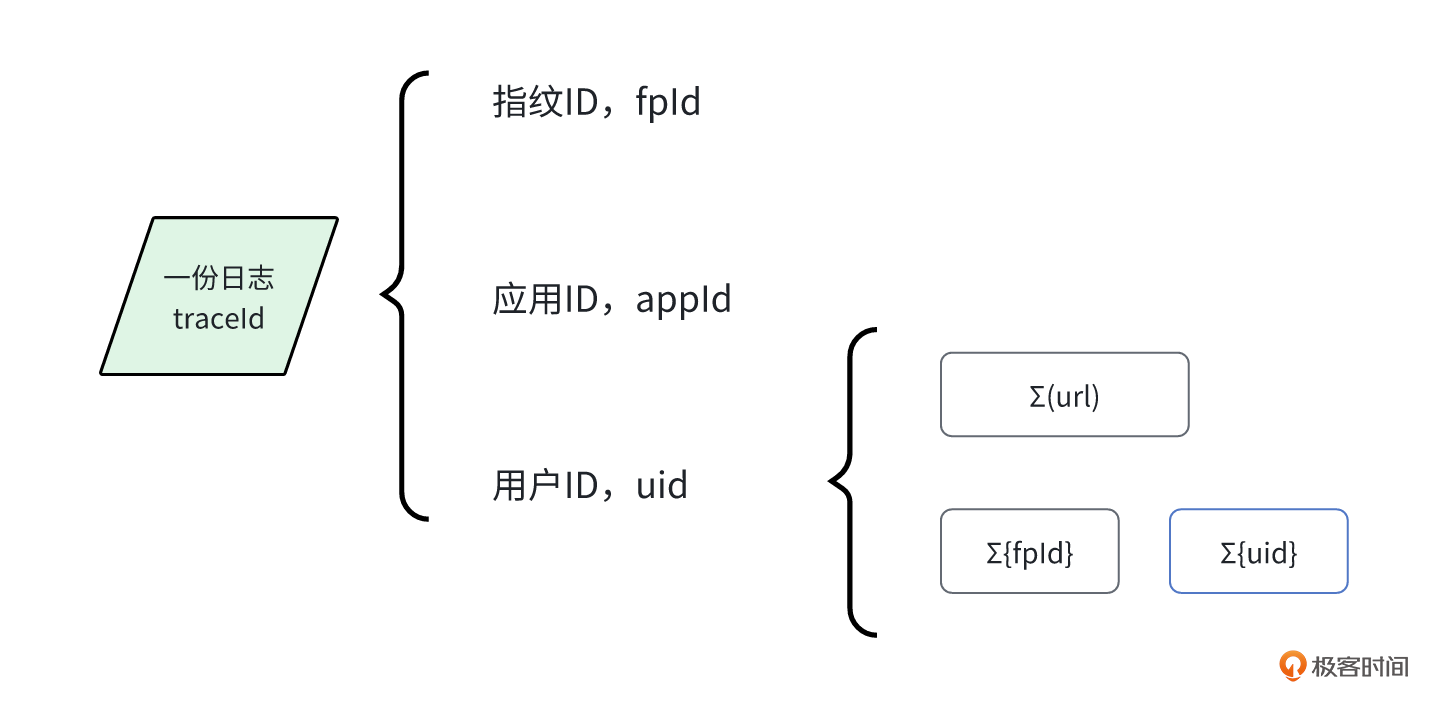 指纹ID，fpId
一份日志
traceId
应用ID，appId
Σ(url)
用户ID，uid
Σ{fpId}
Σ{uid}
极客时间